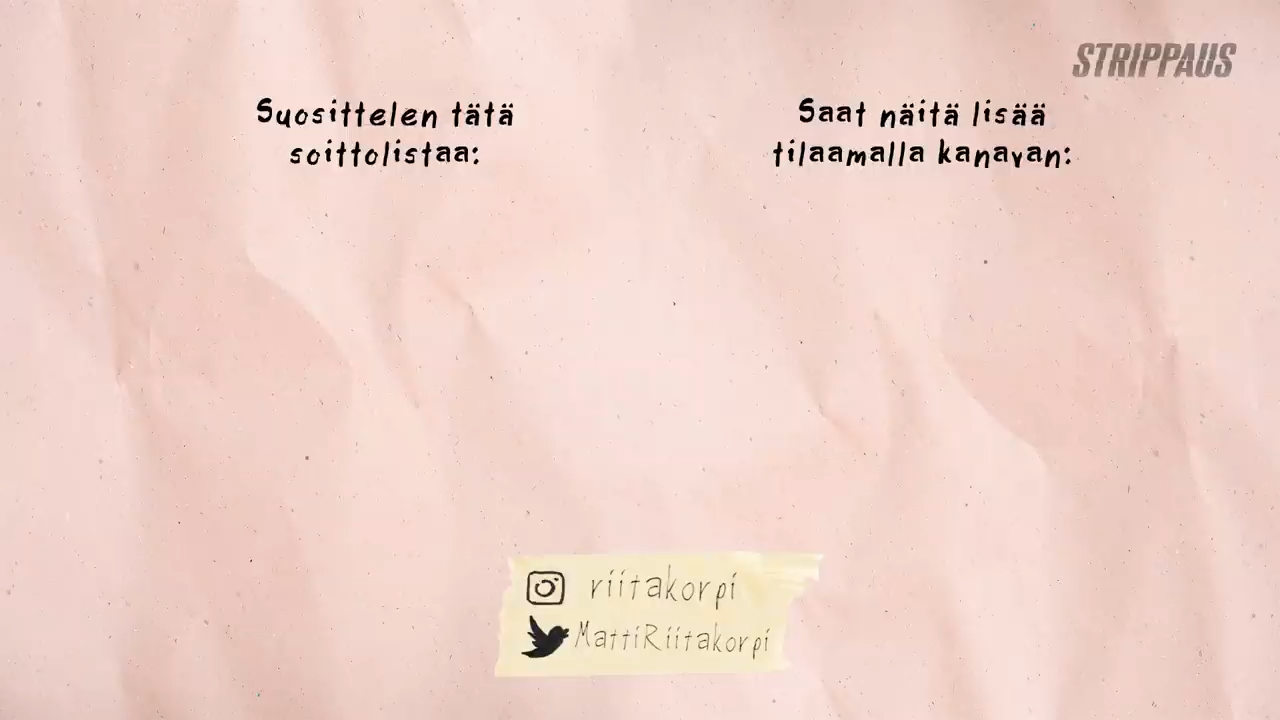 STRIPPAUS
Suosittelen tätä
soittolistaa:
Saat näitä lisää
tilaamalla kanavan:
riitakorpi
MattiRiitakorpi